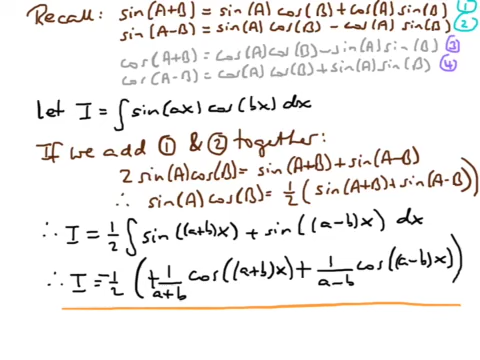 Recall: sin(A+B) = sin(A)cos(B) + cos(A)sin(B) ①
sin(A-B) = sin(A)cos(B) - cos(A)sin(B) ②
cos(A+B) = cos(A)cos(B) - sin(A)sin(B) ③
cos(A-B) = cos(A)cos(B) + sin(A)sin(B) ④
let I = ∫ sin(ax) cos(bx) dx
If we add ① & ② together:
2 sin(A)cos(B) = sin(A+B) + sin(A-B)
∴ sin(A)cos(B) = 1/2 (sin(A+B) + sin(A-B))
∴ I = 1/2 ∫ sin((a+b)x) + sin((a-b)x) dx
∴ I = -1/2 (+1/(a+b) cos((a+b)x) + 1/(a-b) cos((a-b)x))